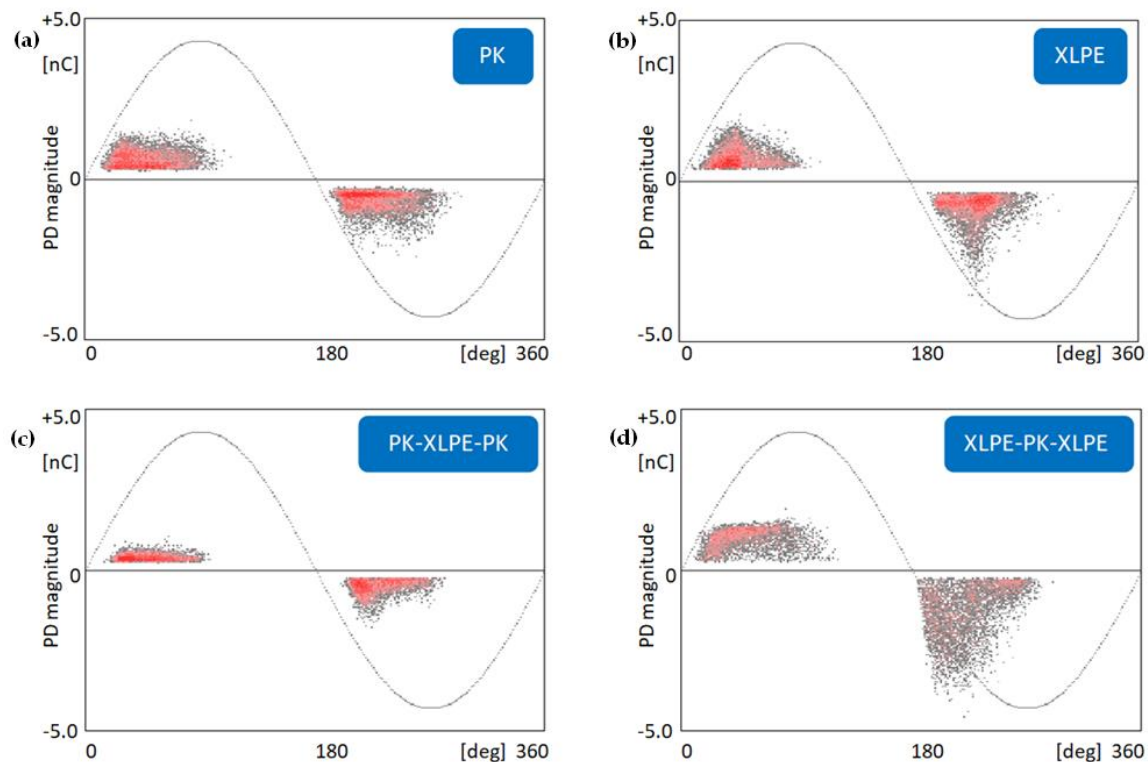 (a)
+5.0
[nC]
PK
PD magnitude
0
-5.0
0 180 [deg] 360
(b)
+5.0
[nC]
XLPE
PD magnitude
0
-5.0
0 180 [deg] 360
(c)
+5.0
[nC]
PK-XLPE-PK
PD magnitude
0
-5.0
0 180 [deg] 360
(d)
+5.0
[nC]
XLPE-PK-XLPE
PD magnitude
0
-5.0
0 180 [deg] 360